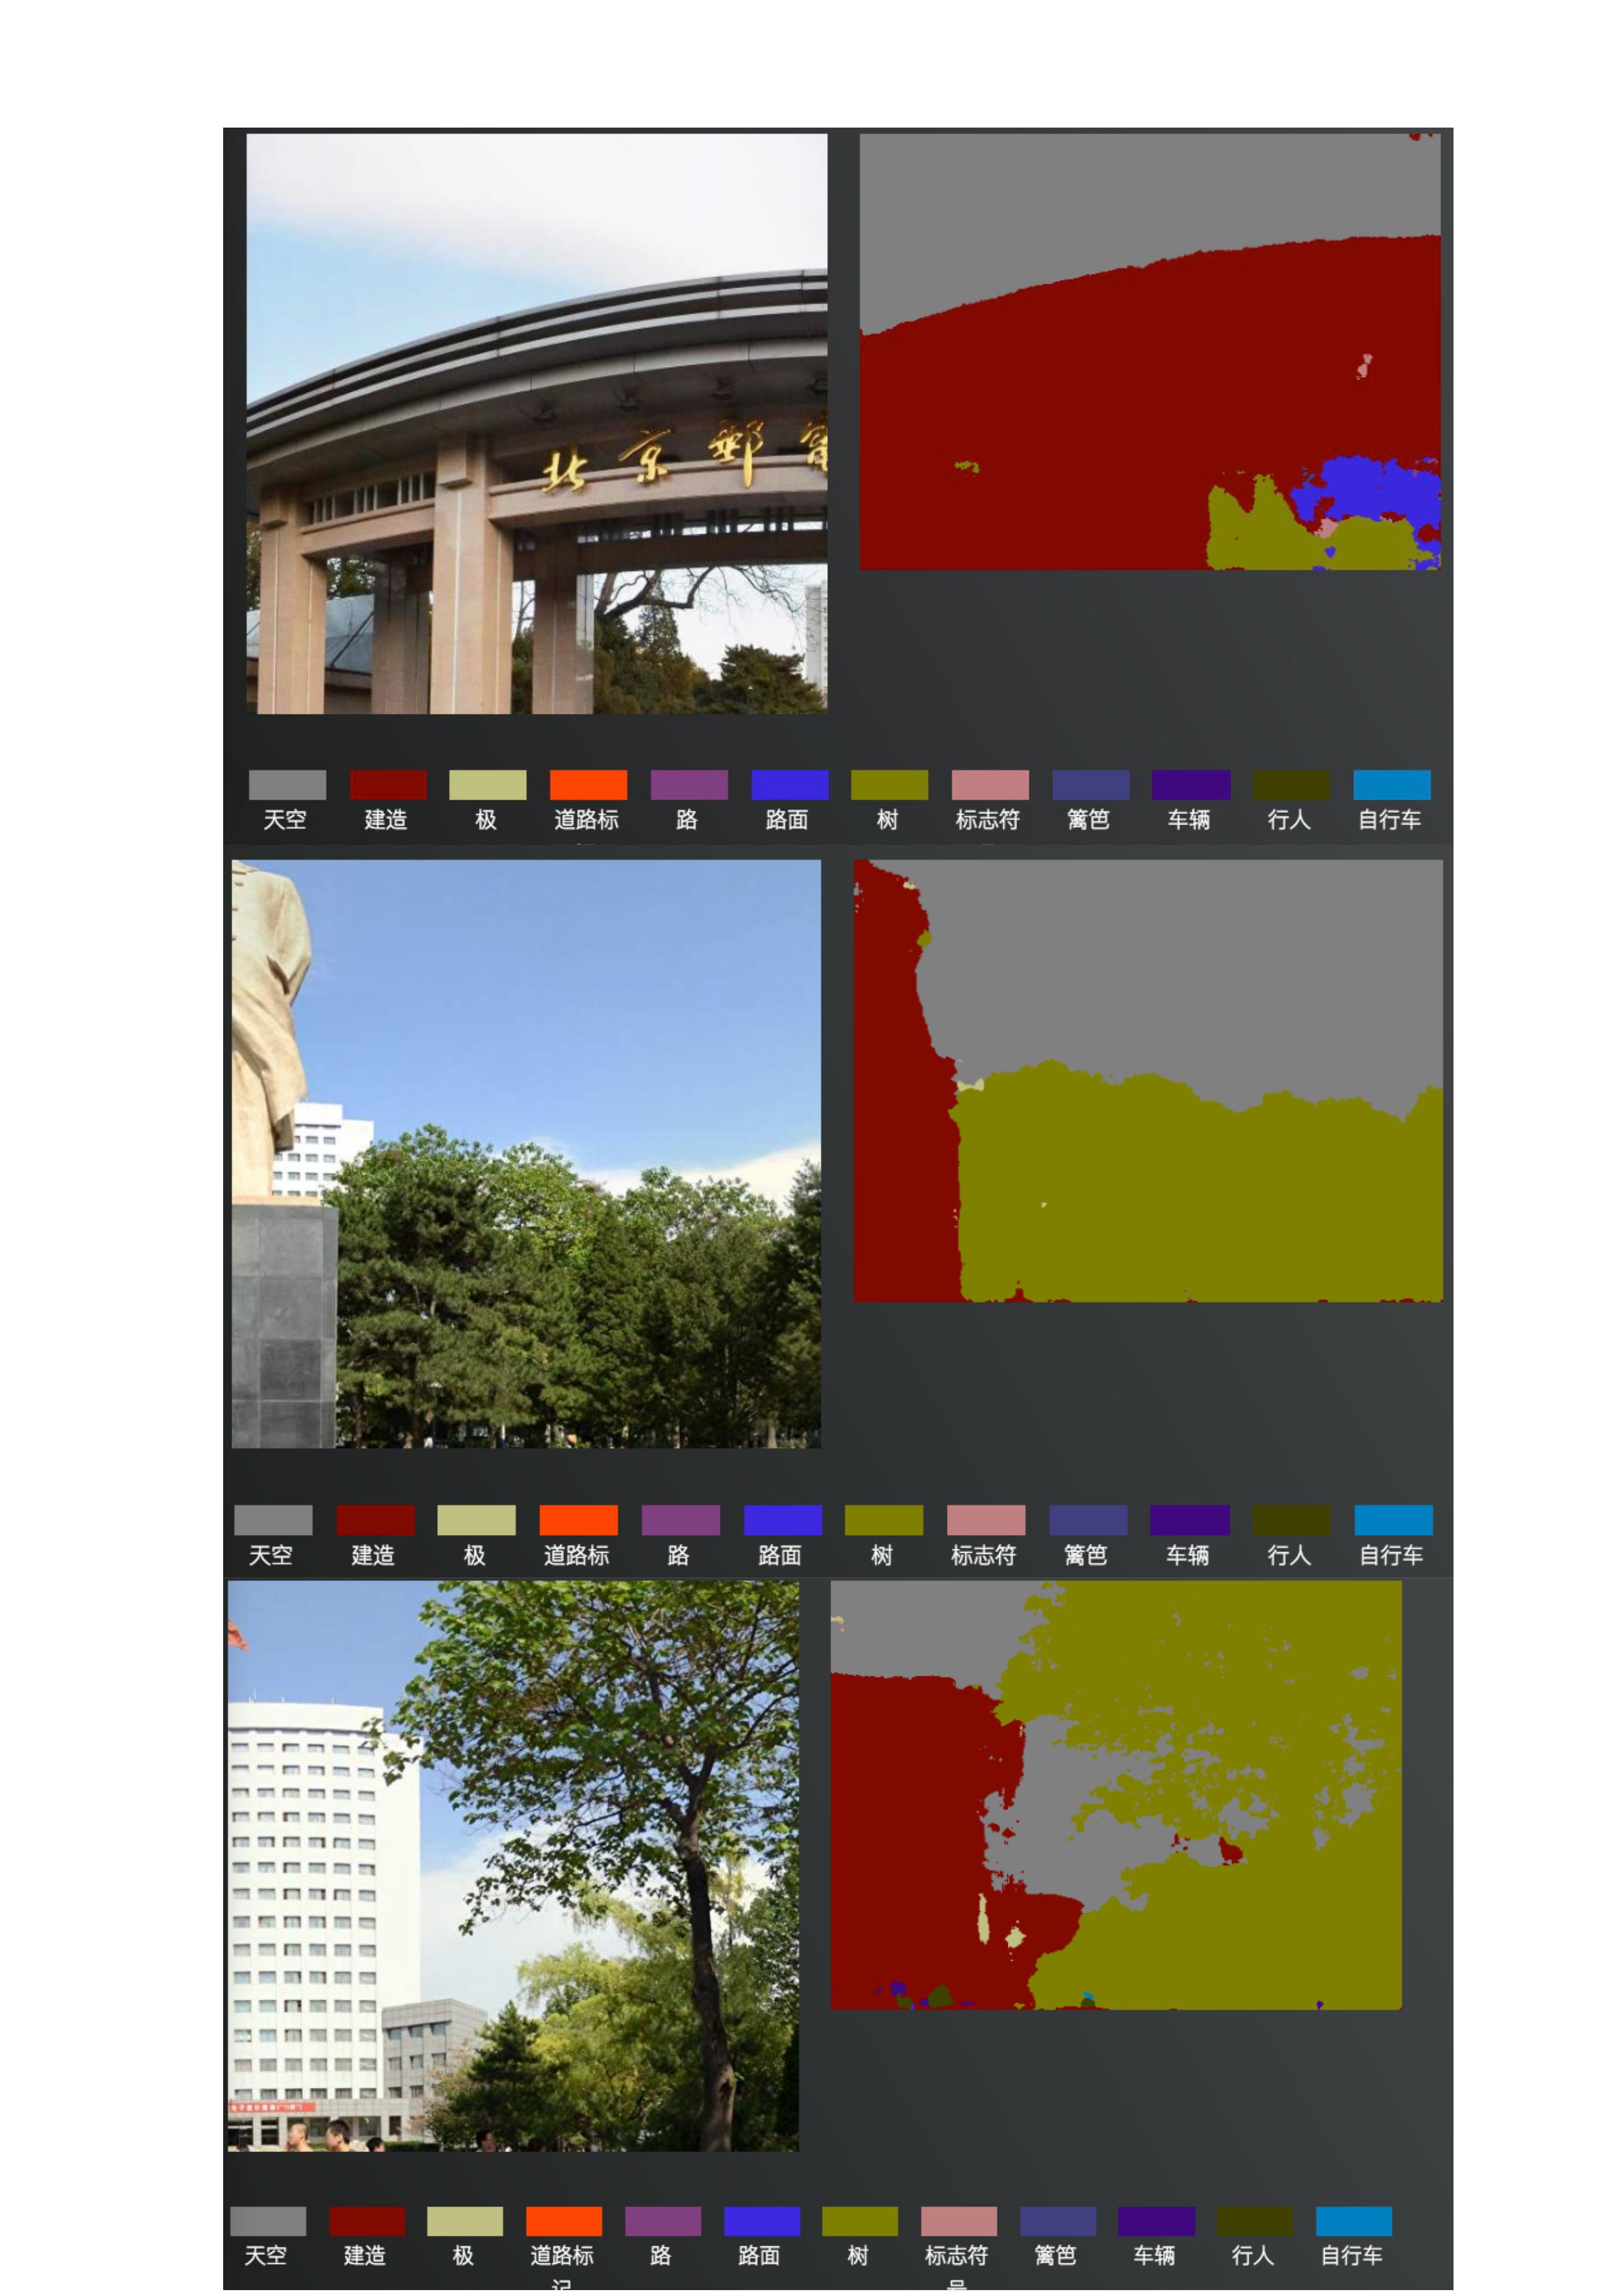 北京郵電
天空 建造 极 道路标 路 路面 树 标志符 篱笆 车辆 行人 自行车
天空 建造 极 道路标 路 路面 树 标志符 篱笆 车辆 行人 自行车
天空 建造 极 道路标 路 路面 树 标志符 篱笆 车辆 行人 自行车
记 号